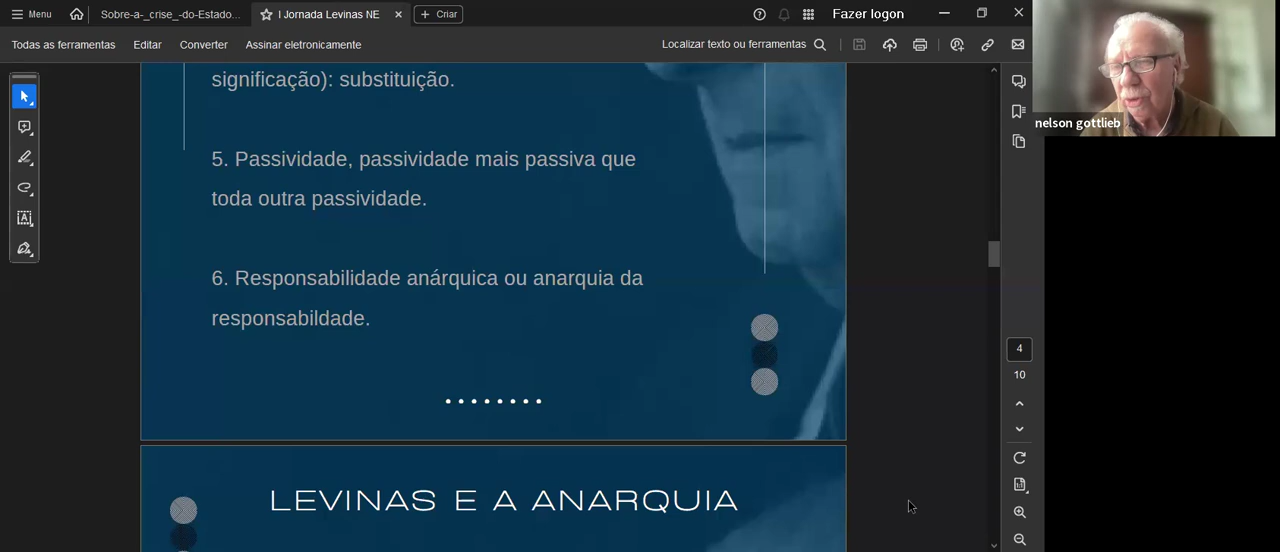 Menu
Sobre-a-_crise_-do-Estado...
I Jornada Levinas NE
Criar
Fazer logon
Todas as ferramentas
Editar
Converter
Assinar eletronicamente
Localizar texto ou ferramentas
significação): substituição.
5. Passividade, passividade mais passiva que
toda outra passividade.
6. Responsabilidade anárquica ou anarquia da
responsabildade.
LEVINAS E A ANARQUIA
nelson gottlieb
4
10